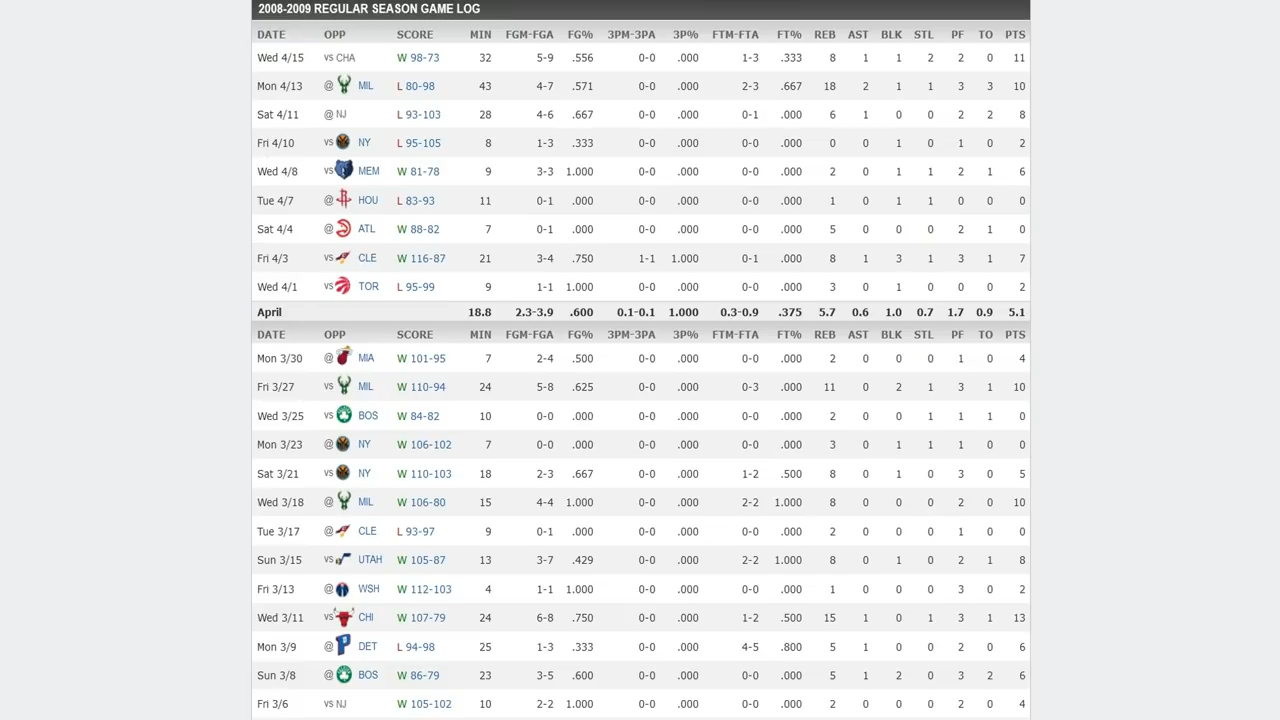 2008-2009 REGULAR SEASON GAME LOG
DATE OPP SCORE MIN FGM-FGA FG% 3PM-3PA 3P% FTM-FTA FT% REB AST BLK STL PF TO PTS
Wed 4/15 vs CHA W 98-73 32 5-9 .556 0-0 .000 1-3 .333 8 1 1 2 2 0 11
Mon 4/13 @ MIL L 80-98 43 4-7 .571 0-0 .000 2-3 .667 18 2 1 1 3 3 10
Sat 4/11 @ NJ L 93-103 28 4-6 .667 0-0 .000 0-1 .000 6 1 0 0 2 2 8
Fri 4/10 vs NY L 95-105 8 1-3 .333 0-0 .000 0-0 .000 0 0 1 0 1 0 2
Wed 4/8 vs MEM W 81-78 9 3-3 1.000 0-0 .000 0-0 .000 2 0 1 1 2 1 6
Tue 4/7 @ HOU L 83-93 11 0-1 .000 0-0 .000 0-0 .000 1 0 1 1 0 0 0
Sat 4/4 @ ATL W 88-82 7 0-1 .000 0-0 .000 0-0 .000 5 0 0 0 2 1 0
Fri 4/3 vs CLE W 116-87 21 3-4 .750 1-1 1.000 0-1 .000 8 1 3 1 3 1 7
Wed 4/1 vs TOR L 95-99 9 1-1 1.000 0-0 .000 0-0 .000 3 0 1 0 0 0 2
April 18.8 2.3-3.9 .600 0.1-0.1 1.000 0.3-0.9 .375 5.7 0.6 1.0 0.7 1.7 0.9 5.1
DATE OPP SCORE MIN FGM-FGA FG% 3PM-3PA 3P% FTM-FTA FT% REB AST BLK STL PF TO PTS
Mon 3/30 @ MIA W 101-95 7 2-4 .500 0-0 .000 0-0 .000 2 0 0 0 1 0 4
Fri 3/27 vs MIL W 110-94 24 5-8 .625 0-0 .000 0-3 .000 11 0 2 1 3 1 10
Wed 3/25 vs BOS W 84-82 10 0-0 .000 0-0 .000 0-0 .000 2 0 0 1 1 1 0
Mon 3/23 @ NY W 106-102 7 0-0 .000 0-0 .000 0-0 .000 3 0 1 1 1 0 0
Sat 3/21 vs NY W 110-103 18 2-3 .667 0-0 .000 1-2 .500 8 0 1 0 3 0 5
Wed 3/18 @ MIL W 106-80 15 4-4 1.000 0-0 .000 2-2 1.000 8 0 0 0 2 0 10
Tue 3/17 @ CLE L 93-97 9 0-1 .000 0-0 .000 0-0 .000 2 0 0 0 1 0 0
Sun 3/15 vs UTAH W 105-87 13 3-7 .429 0-0 .000 2-2 1.000 8 0 1 0 2 1 8
Fri 3/13 @ WSH W 112-103 4 1-1 1.000 0-0 .000 0-0 .000 1 0 0 0 3 0 2
Wed 3/11 vs CHI W 107-79 24 6-8 .750 0-0 .000 1-2 .500 15 1 0 1 3 1 13
Mon 3/9 @ DET L 94-98 25 1-3 .333 0-0 .000 4-5 .800 5 1 0 0 2 0 6
Sun 3/8 @ BOS W 86-79 23 3-5 .600 0-0 .000 0-0 .000 5 1 2 0 3 2 6
Fri 3/6 vs NJ W 105-102 10 2-2 1.000 0-0 .000 0-0 .000 2 0 0 0 2 0 4